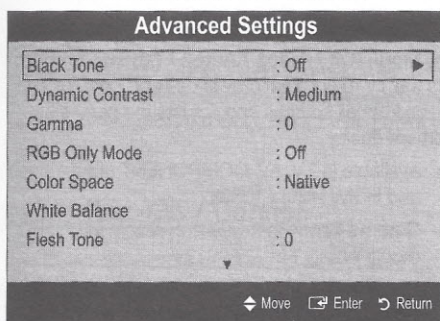 Advanced Settings
Black Tone : Off ▶
Dynamic Contrast : Medium
Gamma : 0
RGB Only Mode : Off
Color Space : Native
White Balance
Flesh Tone : 0
▼
Move Enter Return